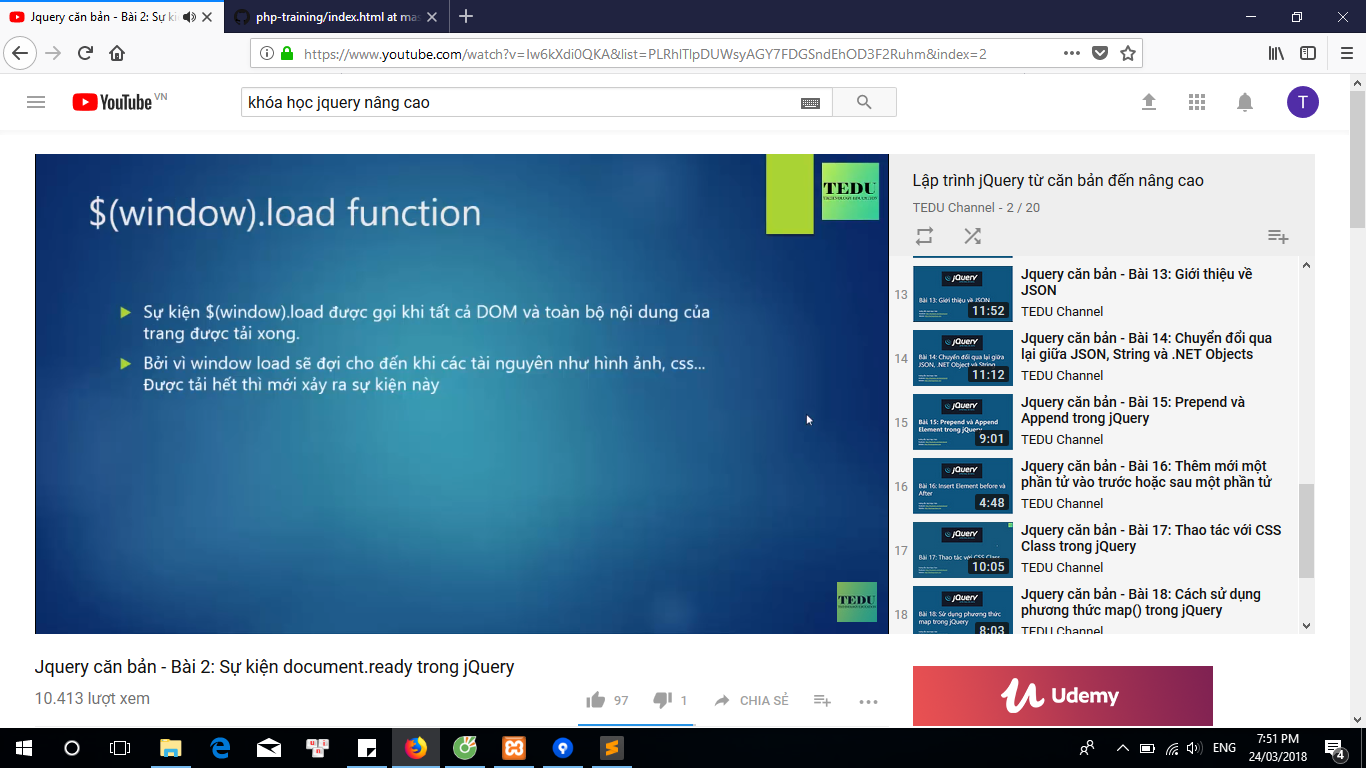 Jquery căn bản - Bài 2: Sự ki
php-training/index.html at mas
https://www.youtube.com/watch?v=Iw6kXdi0QKA&list=PLRhlTlpDUWsyAGY7FDGSndEhOD3F2Ruhm&index=2
YouTube VN
khóa học jquery nâng cao
T
$(window).load function
TEDU
Sự kiện $(window).load được gọi khi tất cả DOM và toàn bộ nội dung của
trang được tải xong.
Bởi vì window load sẽ đợi cho đến khi các tài nguyên như hình ảnh, css...
Được tải hết thì mới xảy ra sự kiện này
TEDU
Lập trình jQuery từ căn bản đến nâng cao
TEDU Channel - 2 / 20
13
jQuery
Bài 13: Giới thiệu về JSON
11:52
Jquery căn bản - Bài 13: Giới thiệu về
JSON
TEDU Channel
14
jQuery
Bài 14: Chuyển đổi qua lại giữa
JSON, .NET Object và String
11:12
Jquery căn bản - Bài 14: Chuyển đổi qua
lại giữa JSON, String và .NET Objects
TEDU Channel
15
jQuery
Bài 15: Prepend và Append
Element trong jQuery
9:01
Jquery căn bản - Bài 15: Prepend và
Append trong jQuery
TEDU Channel
16
jQuery
Bài 16: Insert Element before và
After
4:48
Jquery căn bản - Bài 16: Thêm mới một
phần tử vào trước hoặc sau một phần tử
TEDU Channel
17
jQuery
Bài 17: Thao tác với CSS Class
10:05
Jquery căn bản - Bài 17: Thao tác với CSS
Class trong jQuery
TEDU Channel
18
jQuery
Bài 18: Sử dụng phương thức
map trong jQuery
8:03
Jquery căn bản - Bài 18: Cách sử dụng
phương thức map() trong jQuery
TEDU Channel
Jquery căn bản - Bài 2: Sự kiện document.ready trong jQuery
10.413 lượt xem
97
1
CHIA SẺ
Udemy
ENG
7:51 PM
24/03/2018
4